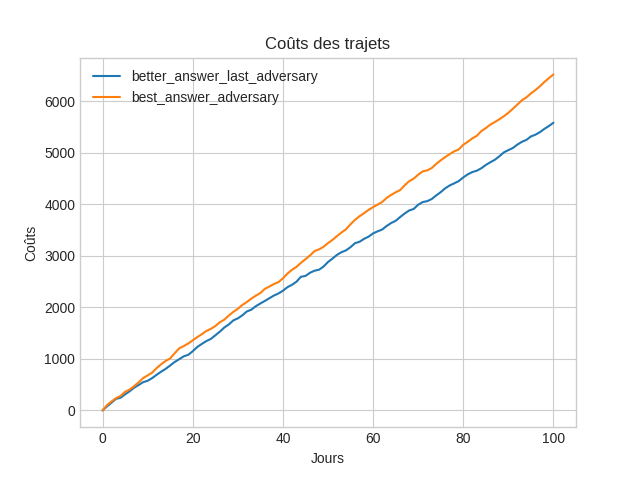 Coûts des trajets
better_answer_last_adversary
best_answer_adversary
6000
5000
4000
3000
2000
1000
0
Coûts
0 20 40 60 80 100
Jours